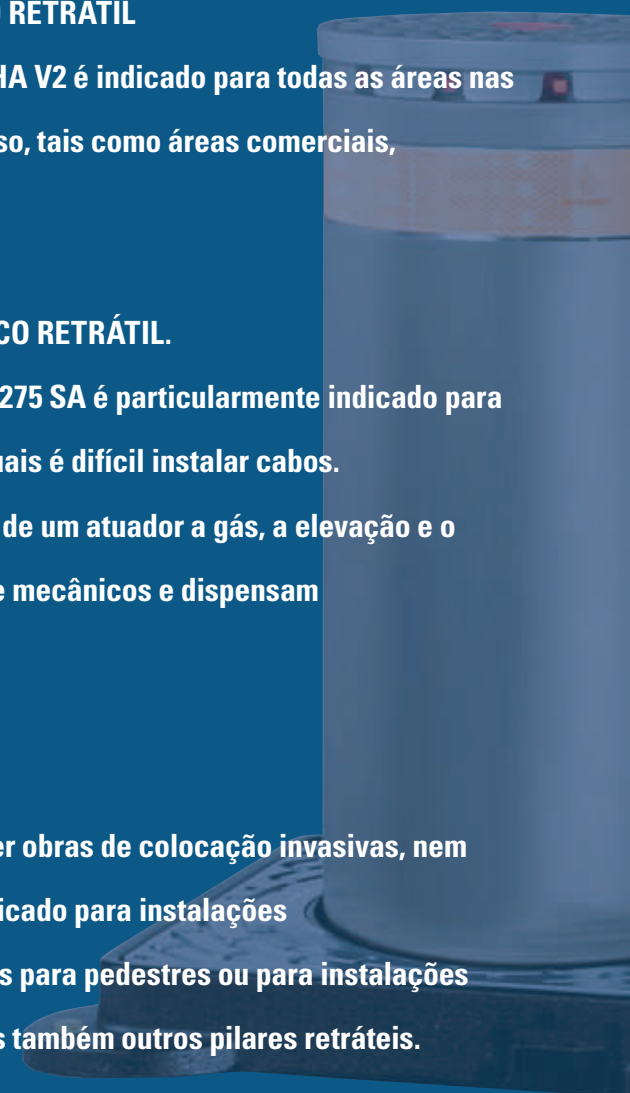 RETRÁTIL
HA V2 é indicado para todas as áreas nas
so, tais como áreas comerciais,
CO RETRÁTIL.
275 SA é particularmente indicado para
uais é difícil instalar cabos.
de um atuador a gás, a elevação e o
e mecânicos e dispensam
er obras de colocação invasivas, nem
icado para instalações
s para pedestres ou para instalações
s também outros pilares retráteis.